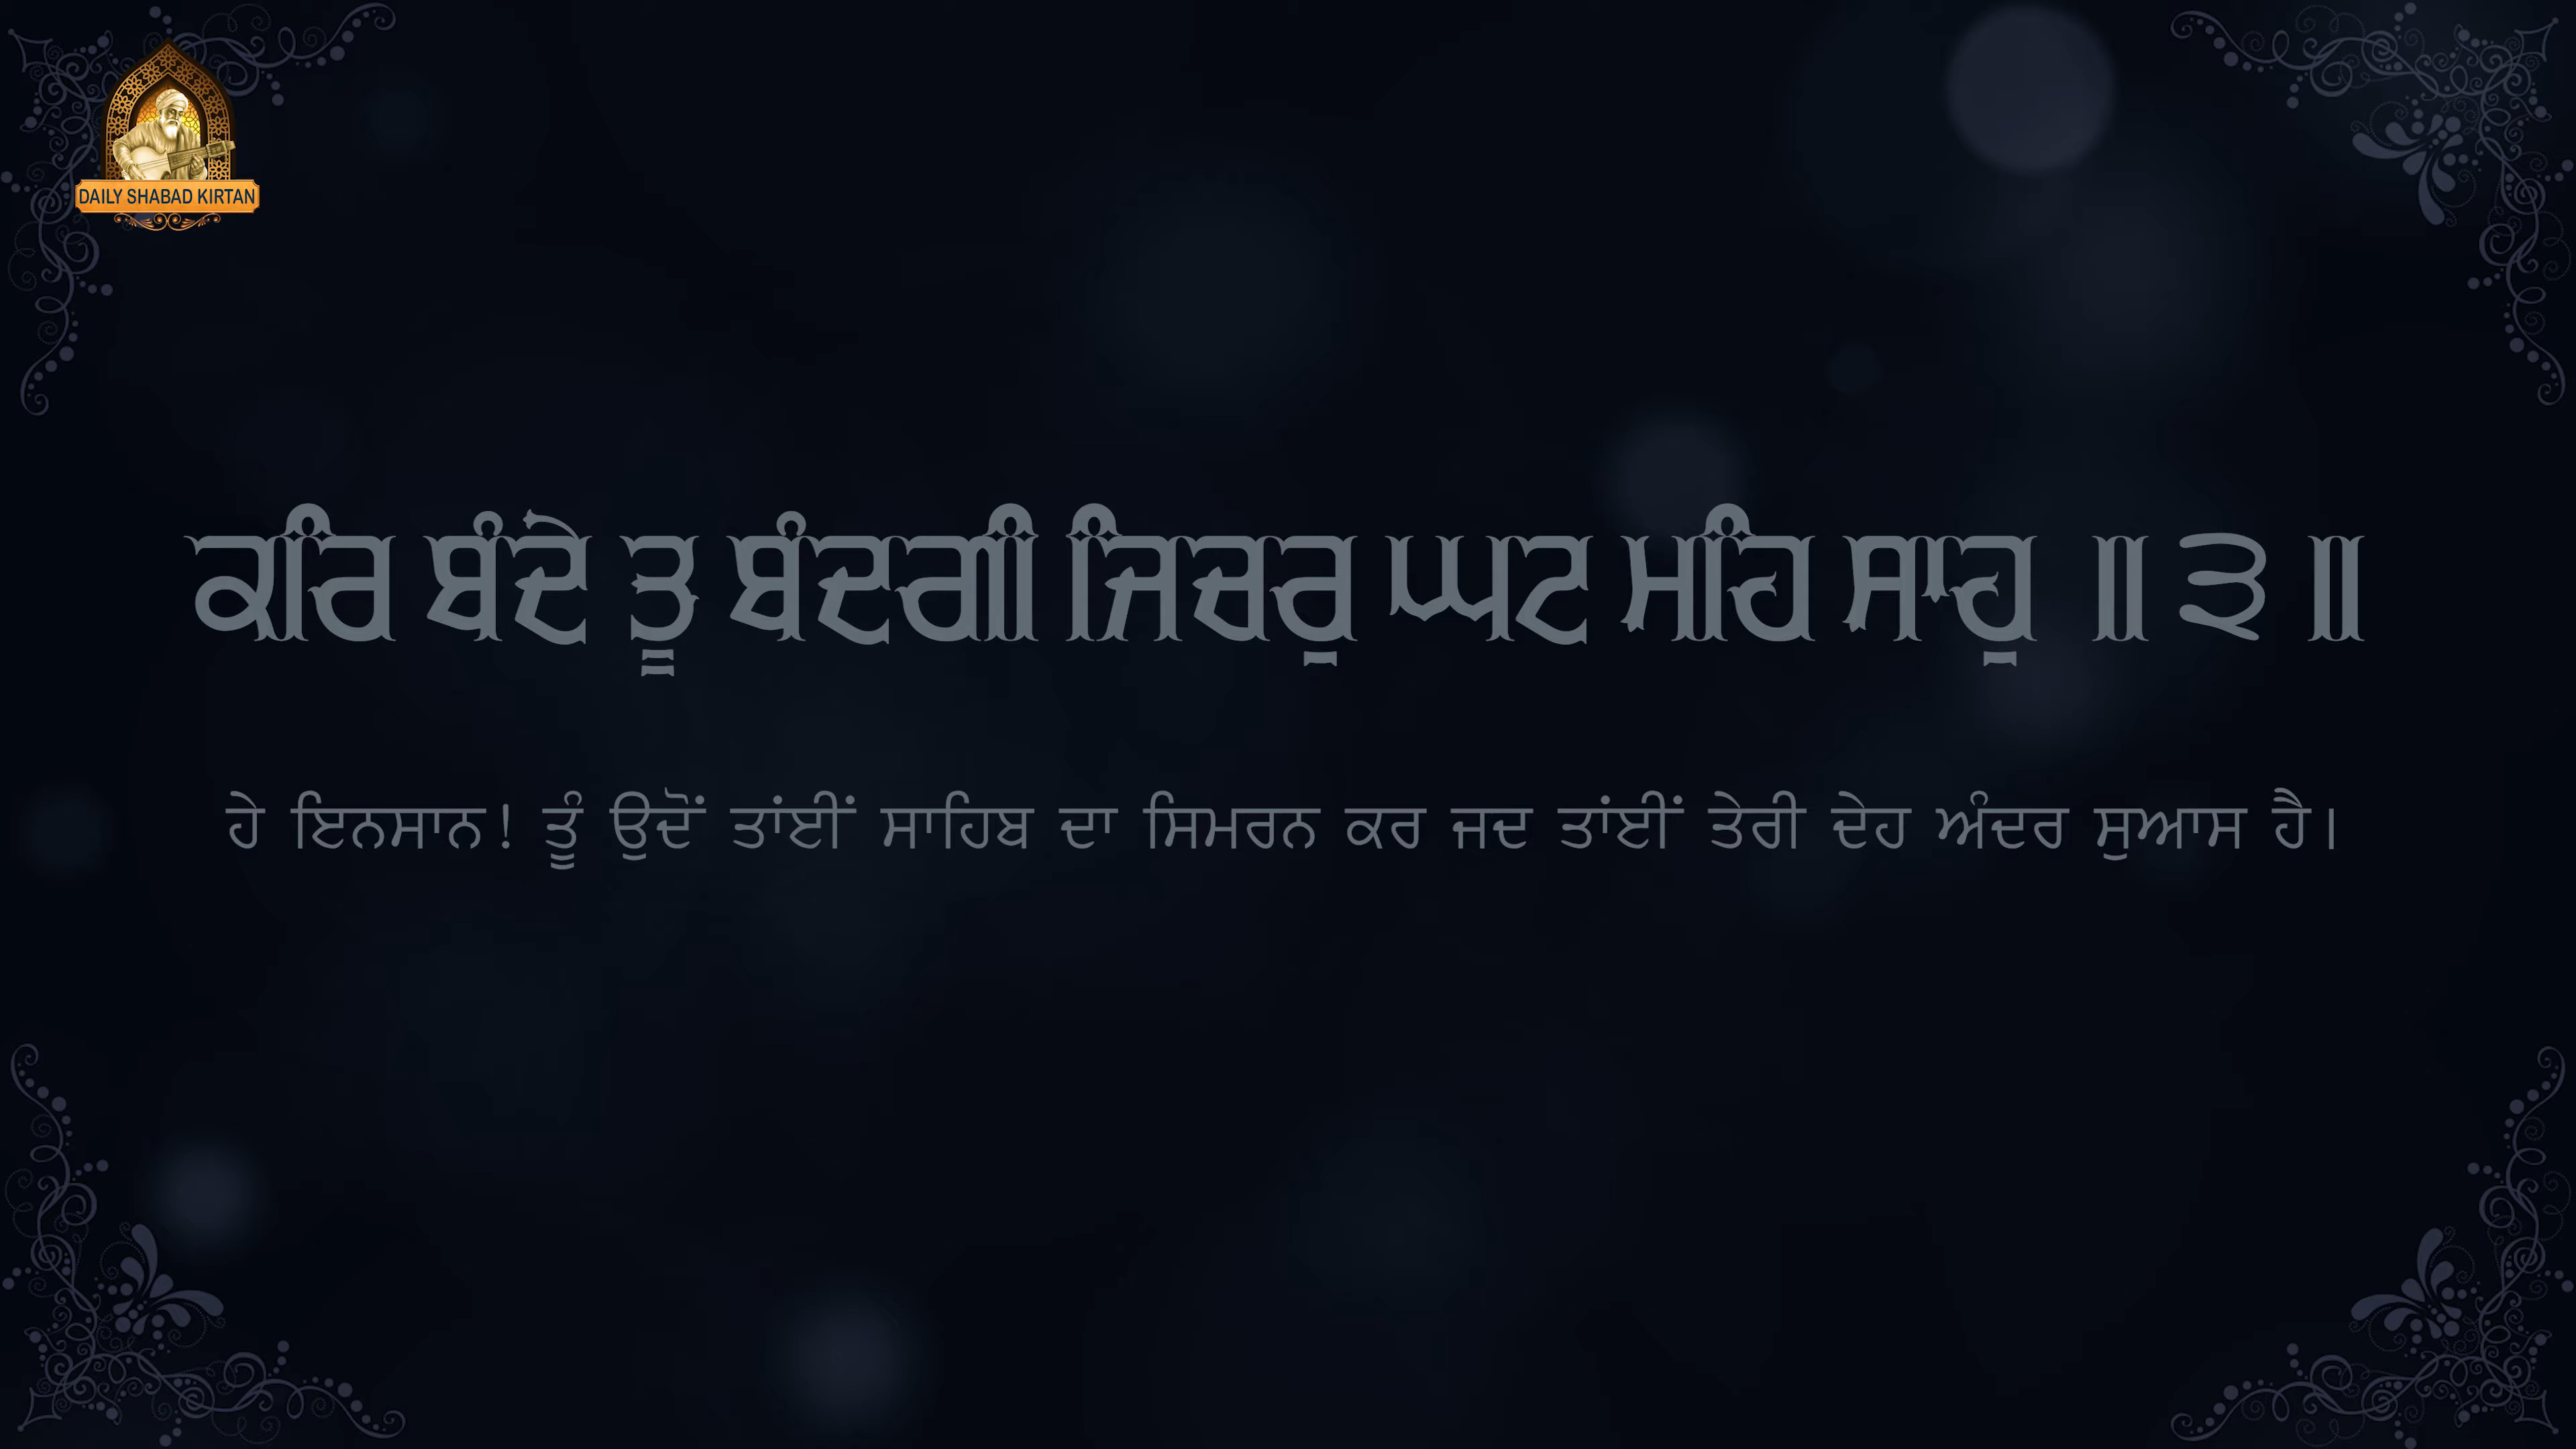 DAILY SHABAD KIRTAN
ਕਰਿ ਬੰਦੇ ਤੂ ਬੰਦਗੀ ਜਿਚਰੁ ਘਟ ਮਹਿ ਸਾਹੁ ॥੩॥
ਹੇ ਇਨਸਾਨ! ਤੂੰ ਉਦੋਂ ਤਾਂਈਂ ਸਾਹਿਬ ਦਾ ਸਿਮਰਨ ਕਰ ਜਦ ਤਾਂਈਂ ਤੇਰੀ ਦੇਹ ਅੰਦਰ ਸੁਆਸ ਹੈ।